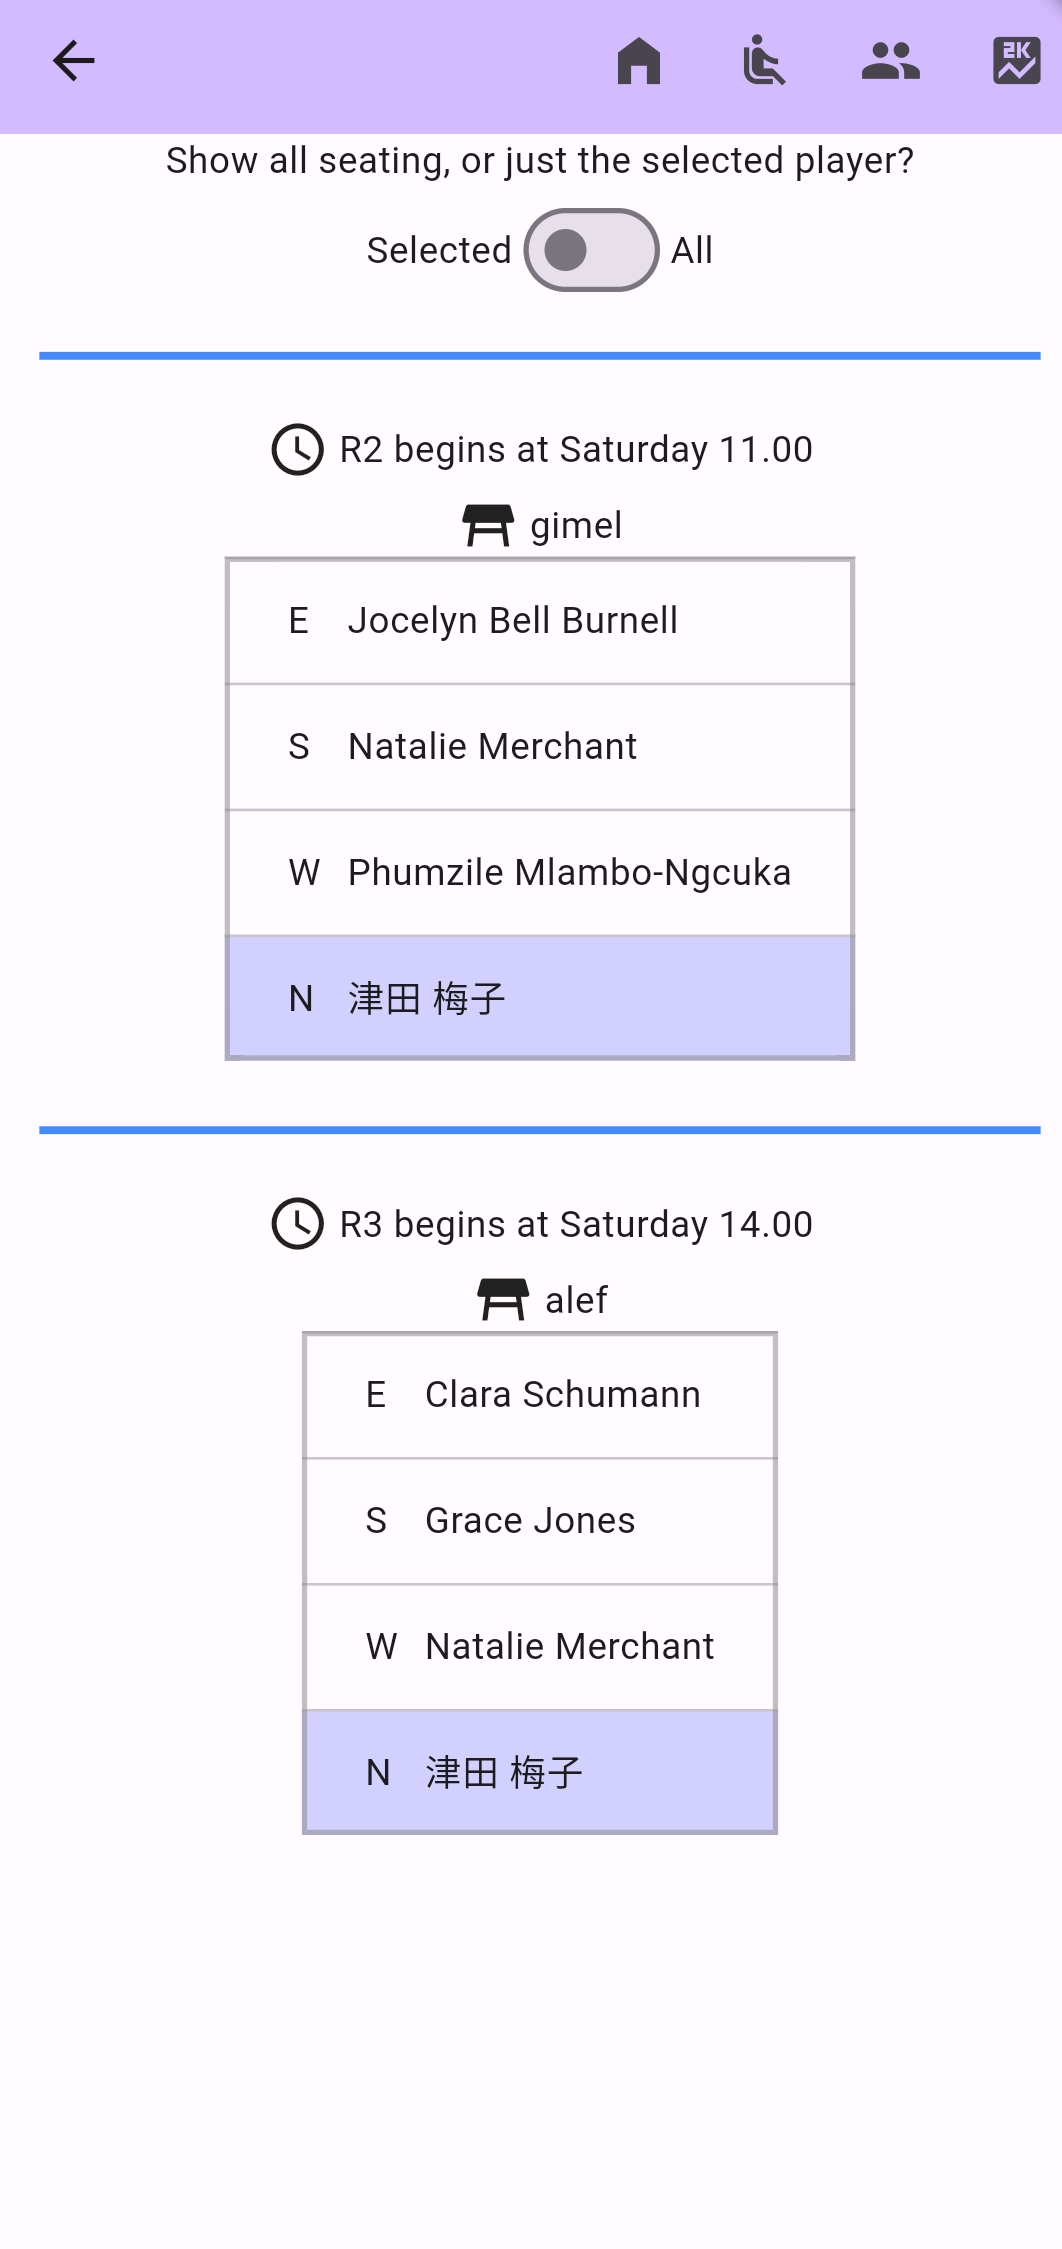 2K
Show all seating, or just the selected player?
Selected All
R2 begins at Saturday 11.00
gimel
E Jocelyn Bell Burnell
S Natalie Merchant
W Phumzile Mlambo-Ngcuka
N 津田 梅子
R3 begins at Saturday 14.00
alef
E Clara Schumann
S Grace Jones
W Natalie Merchant
N 津田 梅子